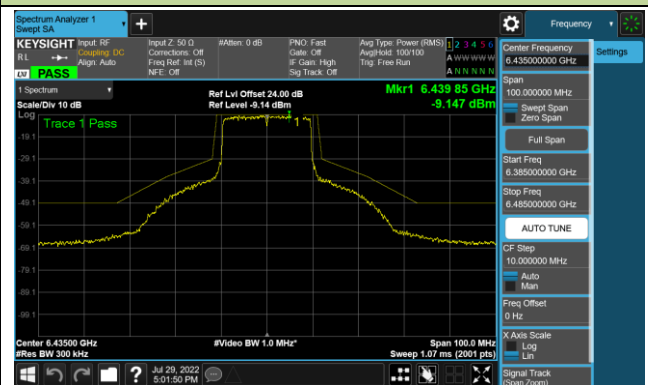 Spectrum Analyzer 1
Swept SA
+
Frequency
KEYSIGHT
Input: RF
Input Z: 50 Ω
#Atten: 0 dB
PNO: Fast
Avg Type: Power (RMS)
1 2 3 4 5 6
RL
Coupling: DC
Corrections: Off
Gate: Off
Avg|Hold: 100/100
A W W W W W
Align: Auto
Freq Ref: Int (S)
IF Gain: High
Trig: Free Run
LXI
PASS
NFE: Off
Sig Track: Off
A N N N N N
1 Spectrum
Ref Lvl Offset 24.00 dB
Mkr1 6.439 85 GHz
Scale/Div 10 dB
Ref Level -9.14 dBm
-9.147 dBm
Log
Trace 1 Pass
1
-19.1
-29.1
-39.1
-49.1
-59.1
-69.1
-79.1
-89.1
-99.1
Center 6.43500 GHz
#Video BW 1.0 MHz*
Span 100.0 MHz
#Res BW 300 kHz
Sweep 1.07 ms (2001 pts)
?
Jul 29, 2022
5:01:50 PM
Center Frequency
6.435000000 GHz
Settings
Span
100.000000 MHz
Swept Span
Zero Span
Full Span
Start Freq
6.385000000 GHz
Stop Freq
6.485000000 GHz
AUTO TUNE
CF Step
10.000000 MHz
Auto
Man
Freq Offset
0 Hz
X Axis Scale
Log
Lin
Signal Track
(Span Zoom)